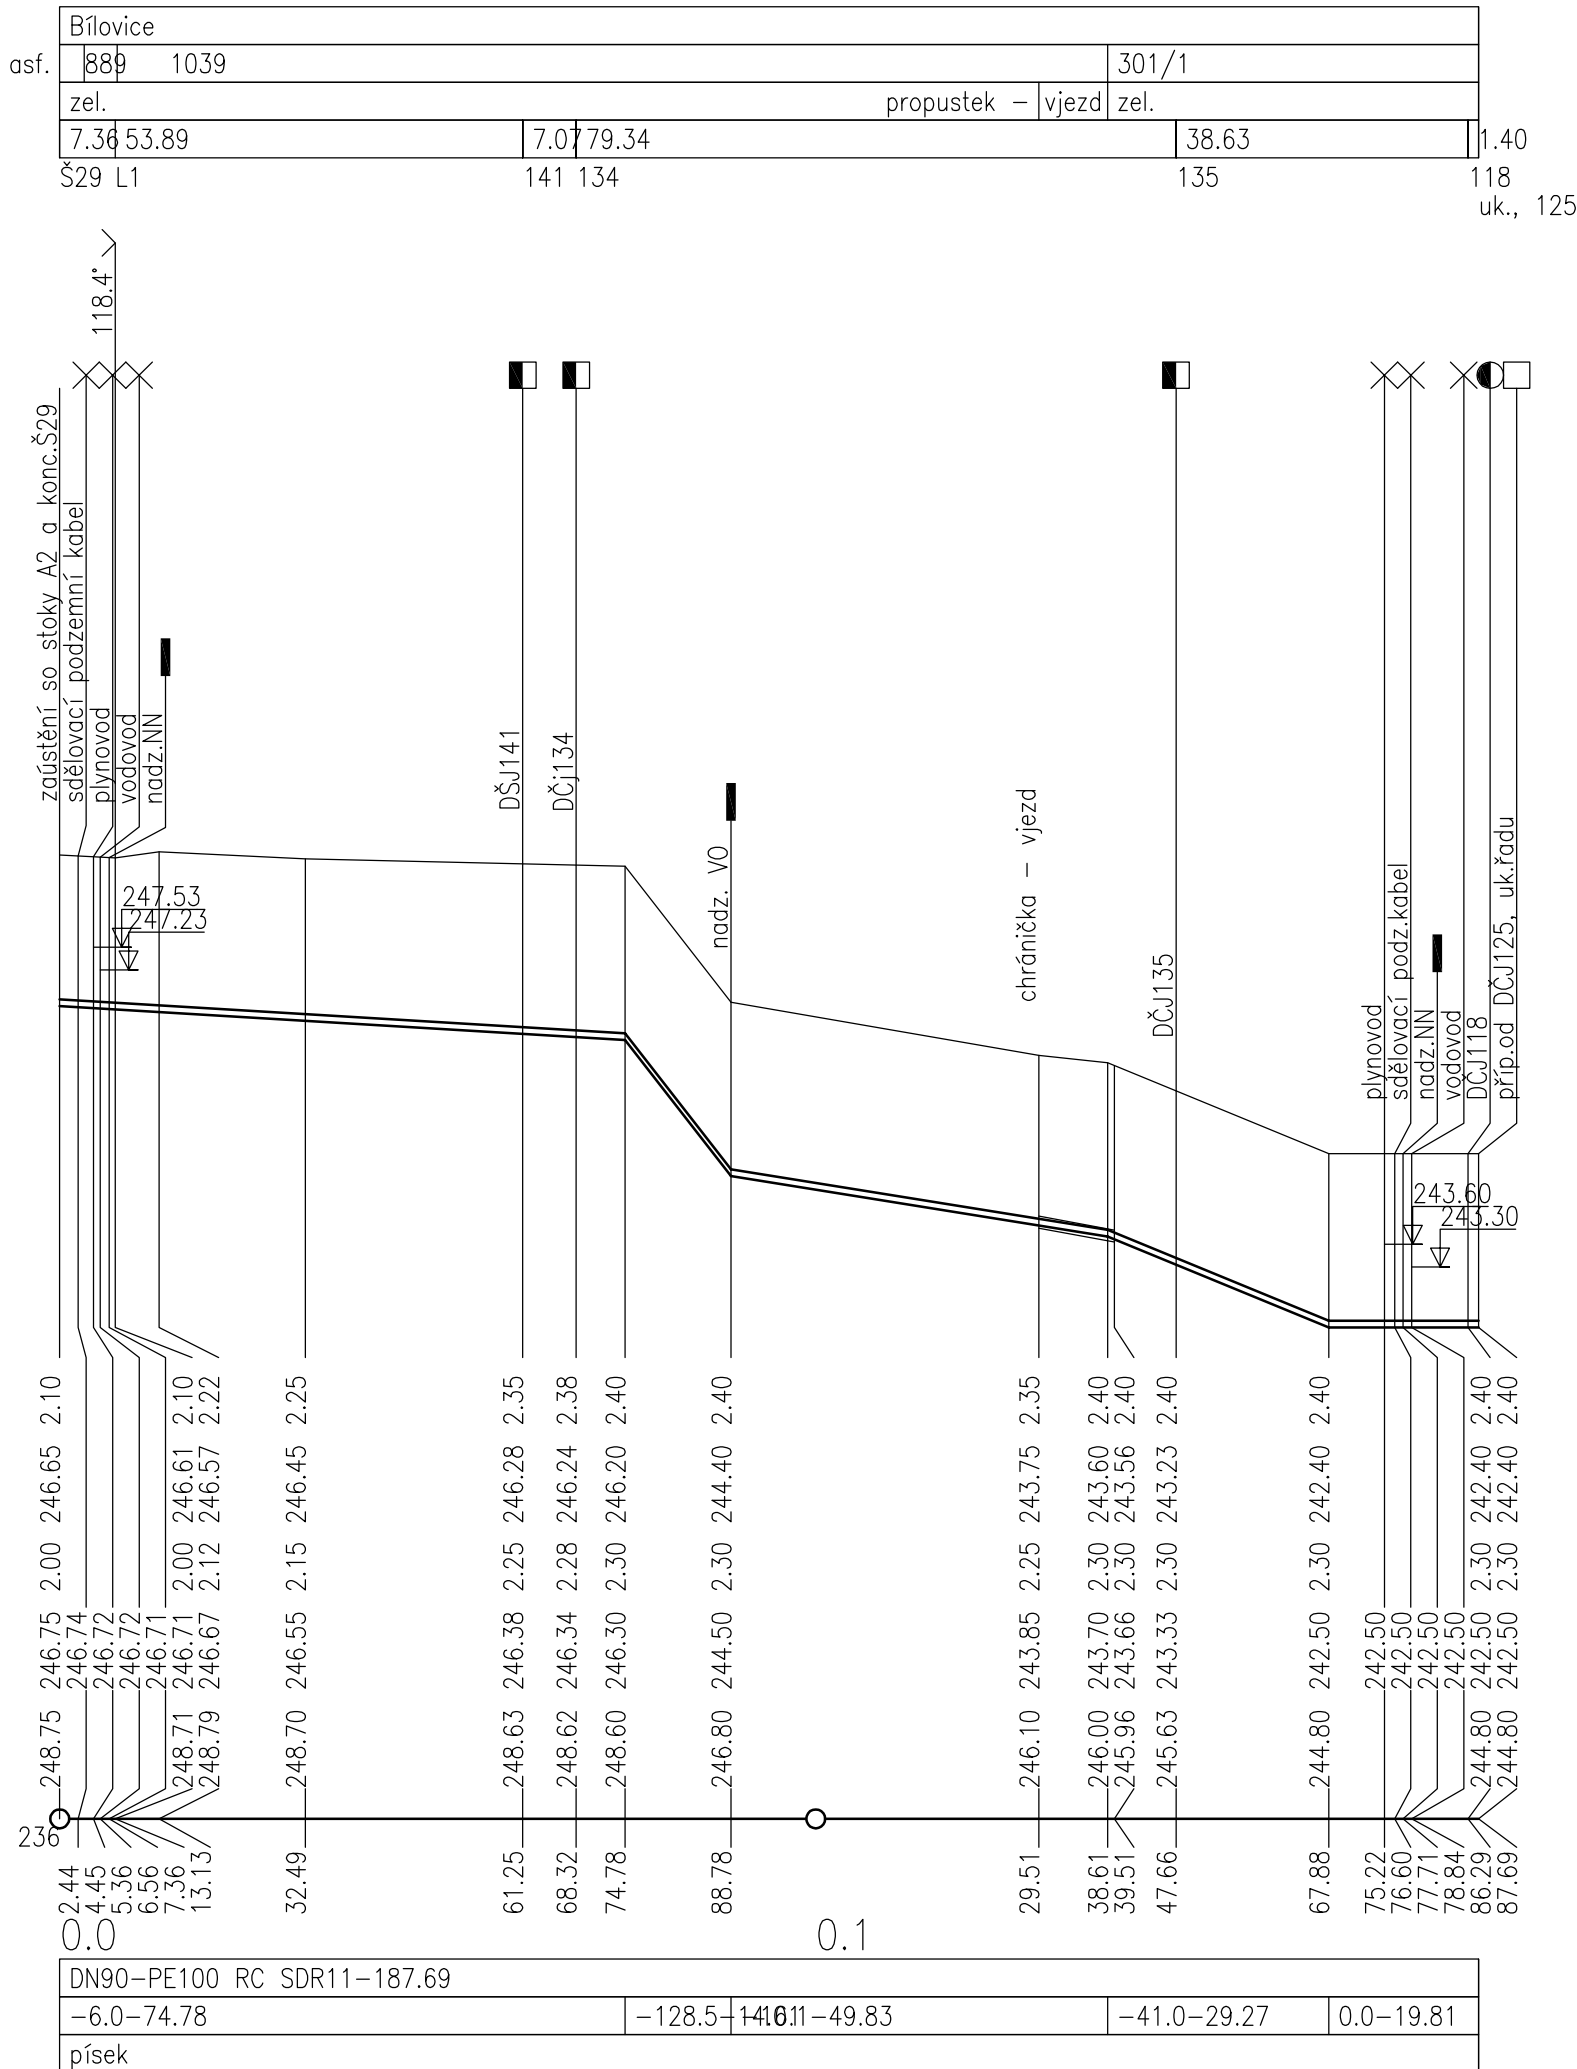 Bílovice
asf. 889 1039 301/1
zel. propustek – vjezd zel.
7.36 53.89 7.07 79.34 38.63 1.40
Š29 L1 141 134 135 118
uk., 125
118.4°
zaústění so stoky A2 a konc.Š29
sdělovací podzemní kabel
plynovod
vodovod
nadz.NN
DŠJ141
DČj134
nadz. VO
chránička – vjezd
DČJ135
plynovod
sdělovací podz.kabel
nadz.NN
vodovod
DČJ118
příp.od DČJ125, uk.řadu
247.53
247.23
243.60
243.30
2.10 2.10 2.22 2.25 2.35 2.38 2.40 2.40 2.35 2.40 2.40 2.40 2.40 2.40 2.40
246.65 246.61 246.57 246.45 246.28 246.24 246.20 244.40 243.75 243.60 243.56 243.23 242.40 242.40 242.40
2.00 2.00 2.12 2.15 2.25 2.28 2.30 2.30 2.25 2.30 2.30 2.30 2.30 2.30 2.30
246.75 246.74 246.72 246.72 246.71 246.71 246.67 246.55 246.38 246.34 246.30 244.50 243.85 243.70 243.66 243.33 242.50 242.50 242.50 242.50 242.50 242.50 242.50
248.75 248.71 248.79 248.70 248.63 248.62 248.60 246.80 246.10 246.00 245.96 245.63 244.80 244.80 244.80
236
2.44 4.45 5.36 6.56 7.36 13.13 32.49 61.25 68.32 74.78 88.78 29.51 38.61 39.51 47.66 67.88 75.22 76.60 77.71 78.84 86.29 87.69
0.0 0.1
DN90–PE100 RC SDR11–187.69
–6.0–74.78 –128.5– –49.83 –41.0–29.27 0.0–19.81
písek